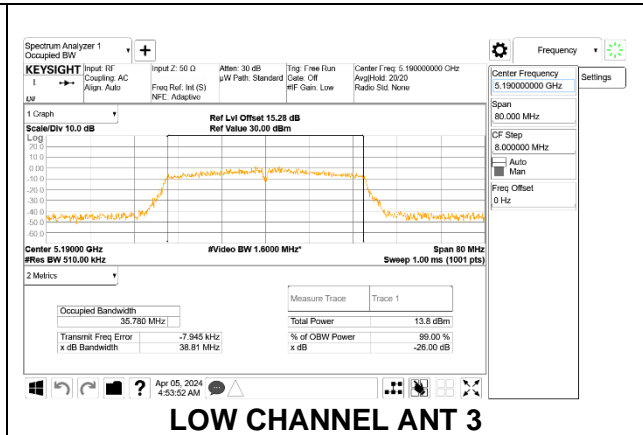 Spectrum Analyzer 1
Occupied BW
+
Frequency
KEYSIGHT Input: RF Input Z: 50 Ω Atten: 30 dB Trig: Free Run Center Freq: 5.190000000 GHz
Coupling: AC µW Path: Standard Gate: Off Avg|Hold: 20/20
Align: Auto Freq Ref: Int (S) #IF Gain: Low Radio Std: None
NFE: Adaptive
Center Frequency
5.190000000 GHz
Settings
Span
80.000 MHz
CF Step
8.000000 MHz
Auto
Man
Freq Offset
0 Hz
1 Graph
Ref Lvl Offset 15.28 dB
Scale/Div 10.0 dB Ref Value 30.00 dBm
Log
20.0
10.0
0.00
-10.0
-20.0
-30.0
-40.0
-50.0
-60.0
Center 5.19000 GHz #Video BW 1.6000 MHz* Span 80 MHz
#Res BW 510.00 kHz Sweep 1.00 ms (1001 pts)
2 Metrics
Measure Trace Trace 1
Occupied Bandwidth
35.780 MHz
Total Power 13.8 dBm
Transmit Freq Error -7.945 kHz % of OBW Power 99.00 %
x dB Bandwidth 38.81 MHz x dB -26.00 dB
? Apr 05, 2024
4:53:52 AM
LOW CHANNEL ANT 3